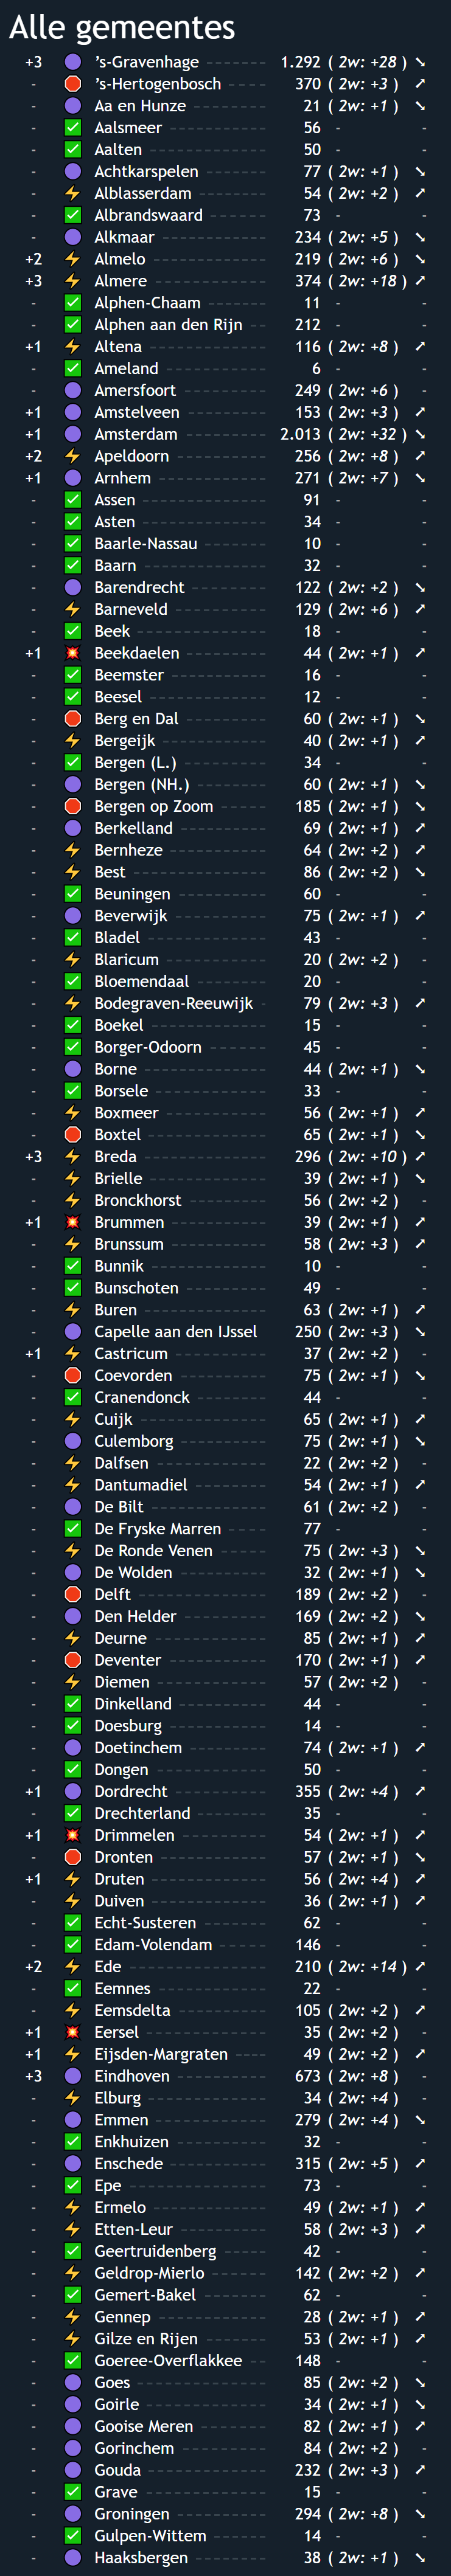 Alle gemeentes
+3 's-Gravenhage 1.292 ( 2w: +28 ) ↘
- 's-Hertogenbosch 370 ( 2w: +3 ) ↗
- Aa en Hunze 21 ( 2w: +1 ) ↘
- Aalsmeer 56 - -
- Aalten 50 - -
- Achtkarspelen 77 ( 2w: +1 ) ↘
- Alblasserdam 54 ( 2w: +2 ) ↗
- Albrandswaard 73 - -
- Alkmaar 234 ( 2w: +5 ) ↘
+2 Almelo 219 ( 2w: +6 ) ↘
+3 Almere 374 ( 2w: +18 ) ↗
- Alphen-Chaam 11 - -
- Alphen aan den Rijn 212 - -
+1 Altena 116 ( 2w: +8 ) ↗
- Ameland 6 - -
- Amersfoort 249 ( 2w: +6 ) -
+1 Amstelveen 153 ( 2w: +3 ) ↗
+1 Amsterdam 2.013 ( 2w: +32 ) ↘
+2 Apeldoorn 256 ( 2w: +8 ) ↗
+1 Arnhem 271 ( 2w: +7 ) ↘
- Assen 91 - -
- Asten 34 - -
- Baarle-Nassau 10 - -
- Baarn 32 - -
- Barendrecht 122 ( 2w: +2 ) ↘
- Barneveld 129 ( 2w: +6 ) ↗
- Beek 18 - -
+1 Beekdaelen 44 ( 2w: +1 ) ↗
- Beemster 16 - -
- Beesel 12 - -
- Berg en Dal 60 ( 2w: +1 ) ↘
- Bergeijk 40 ( 2w: +1 ) ↗
- Bergen (L.) 34 - -
- Bergen (NH.) 60 ( 2w: +1 ) ↘
- Bergen op Zoom 185 ( 2w: +1 ) ↘
- Berkelland 69 ( 2w: +1 ) ↗
- Bernheze 64 ( 2w: +2 ) ↗
- Best 86 ( 2w: +2 ) ↘
- Beuningen 60 - -
- Beverwijk 75 ( 2w: +1 ) ↗
- Bladel 43 - -
- Blaricum 20 ( 2w: +2 ) -
- Bloemendaal 20 - -
- Bodegraven-Reeuwijk 79 ( 2w: +3 ) ↗
- Boekel 15 - -
- Borger-Odoorn 45 - -
- Borne 44 ( 2w: +1 ) ↘
- Borsele 33 - -
- Boxmeer 56 ( 2w: +1 ) ↗
- Boxtel 65 ( 2w: +1 ) ↘
+3 Breda 296 ( 2w: +10 ) ↗
- Brielle 39 ( 2w: +1 ) ↘
- Bronckhorst 56 ( 2w: +2 ) -
+1 Brummen 39 ( 2w: +1 ) ↗
- Brunssum 58 ( 2w: +3 ) ↗
- Bunnik 10 - -
- Bunschoten 49 - -
- Buren 63 ( 2w: +1 ) ↗
- Capelle aan den IJssel 250 ( 2w: +3 ) ↘
+1 Castricum 37 ( 2w: +2 ) -
- Coevorden 75 ( 2w: +1 ) ↘
- Cranendonck 44 - -
- Cuijk 65 ( 2w: +1 ) ↗
- Culemborg 75 ( 2w: +1 ) ↘
- Dalfsen 22 ( 2w: +2 ) -
- Dantumadiel 54 ( 2w: +1 ) ↗
- De Bilt 61 ( 2w: +2 ) -
- De Fryske Marren 77 - -
- De Ronde Venen 75 ( 2w: +3 ) ↘
- De Wolden 32 ( 2w: +1 ) ↘
- Delft 189 ( 2w: +2 ) -
- Den Helder 169 ( 2w: +2 ) ↘
- Deurne 85 ( 2w: +1 ) ↗
- Deventer 170 ( 2w: +1 ) ↗
- Diemen 57 ( 2w: +2 ) -
- Dinkelland 44 - -
- Doesburg 14 - -
- Doetinchem 74 ( 2w: +1 ) ↗
- Dongen 50 - -
+1 Dordrecht 355 ( 2w: +4 ) ↗
- Drechterland 35 - -
+1 Drimmelen 54 ( 2w: +1 ) ↗
- Dronten 57 ( 2w: +1 ) ↘
+1 Druten 56 ( 2w: +4 ) ↗
- Duiven 36 ( 2w: +1 ) ↗
- Echt-Susteren 62 - -
- Edam-Volendam 146 - -
+2 Ede 210 ( 2w: +14 ) ↗
- Eemnes 22 - -
- Eemsdelta 105 ( 2w: +2 ) ↗
+1 Eersel 35 ( 2w: +2 ) -
+1 Eijsden-Margraten 49 ( 2w: +2 ) ↗
+3 Eindhoven 673 ( 2w: +8 ) -
- Elburg 34 ( 2w: +4 ) -
- Emmen 279 ( 2w: +4 ) ↘
- Enkhuizen 32 - -
- Enschede 315 ( 2w: +5 ) ↗
- Epe 73 - -
- Ermelo 49 ( 2w: +1 ) ↗
- Etten-Leur 58 ( 2w: +3 ) ↗
- Geertruidenberg 42 - -
- Geldrop-Mierlo 142 ( 2w: +2 ) ↗
- Gemert-Bakel 62 - -
- Gennep 28 ( 2w: +1 ) ↗
- Gilze en Rijen 53 ( 2w: +1 ) ↗
- Goeree-Overflakkee 148 - -
- Goes 85 ( 2w: +2 ) ↘
- Goirle 34 ( 2w: +1 ) ↘
- Gooise Meren 82 ( 2w: +1 ) ↗
- Gorinchem 84 ( 2w: +2 ) -
- Gouda 232 ( 2w: +3 ) ↗
- Grave 15 - -
- Groningen 294 ( 2w: +8 ) ↘
- Gulpen-Wittem 14 - -
- Haaksbergen 38 ( 2w: +1 ) ↘